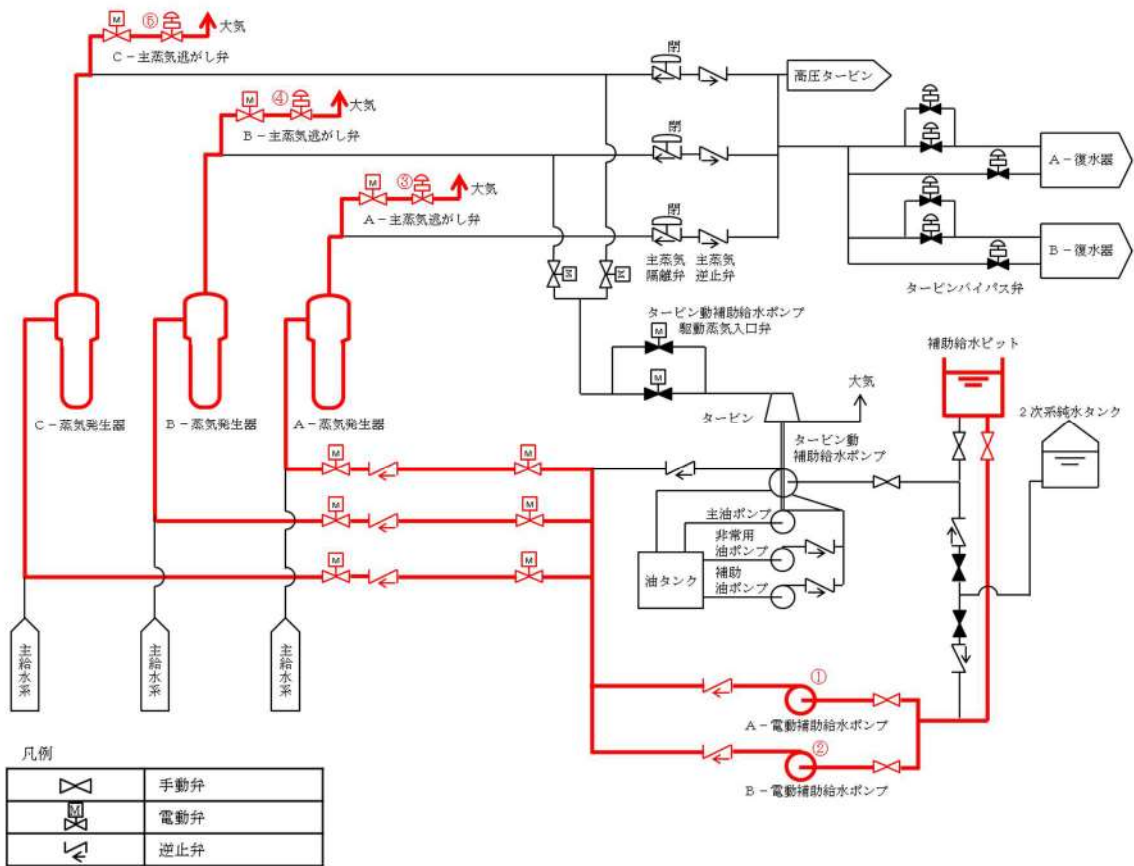 M
⑤
大気
C－主蒸気逃がし弁
閉
高圧タービン
M
④
大気
B－主蒸気逃がし弁
閉
A－復水器
M
③
大気
A－主蒸気逃がし弁
閉
主蒸気
隔離弁
主蒸気
逆止弁
B－復水器
タービンバイパス弁
M
M
タービン動補助給水ポンプ
駆動蒸気入口弁
M
M
補助給水ピット
大気
2次系純水タンク
タービン
C－蒸気発生器
B－蒸気発生器
A－蒸気発生器
タービン動
補助給水ポンプ
M
M
M
M
M
M
主油ポンプ
非常用
油ポンプ
補助
油ポンプ
油タンク
主給水系
主給水系
主給水系
①
A－電動補助給水ポンプ
②
B－電動補助給水ポンプ
凡例
手動弁
M
電動弁
逆止弁